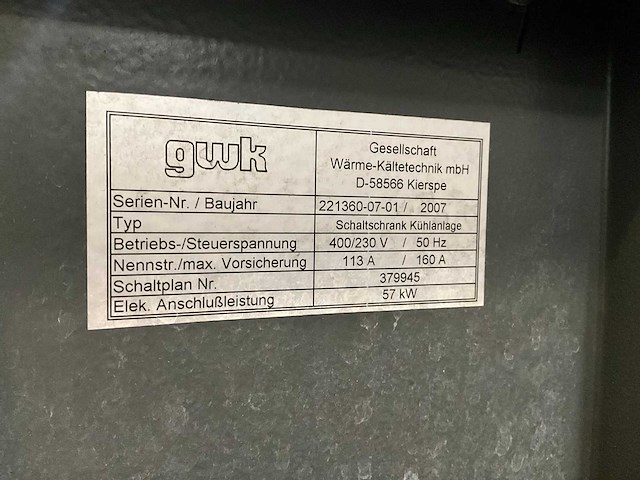 gwk
Gesellschaft
Wärme-Kältetechnik mbH
D-58566 Kierspe
Serien-Nr. / Baujahr 221360-07-01 / 2007
Typ Schaltschrank Kühlanlage
Betriebs-/Steuerspannung 400/230 V / 50 Hz
Nennstr./max. Vorsicherung 113 A / 160 A
Schaltplan Nr. 379945
Elek. Anschlußleistung 57 kW